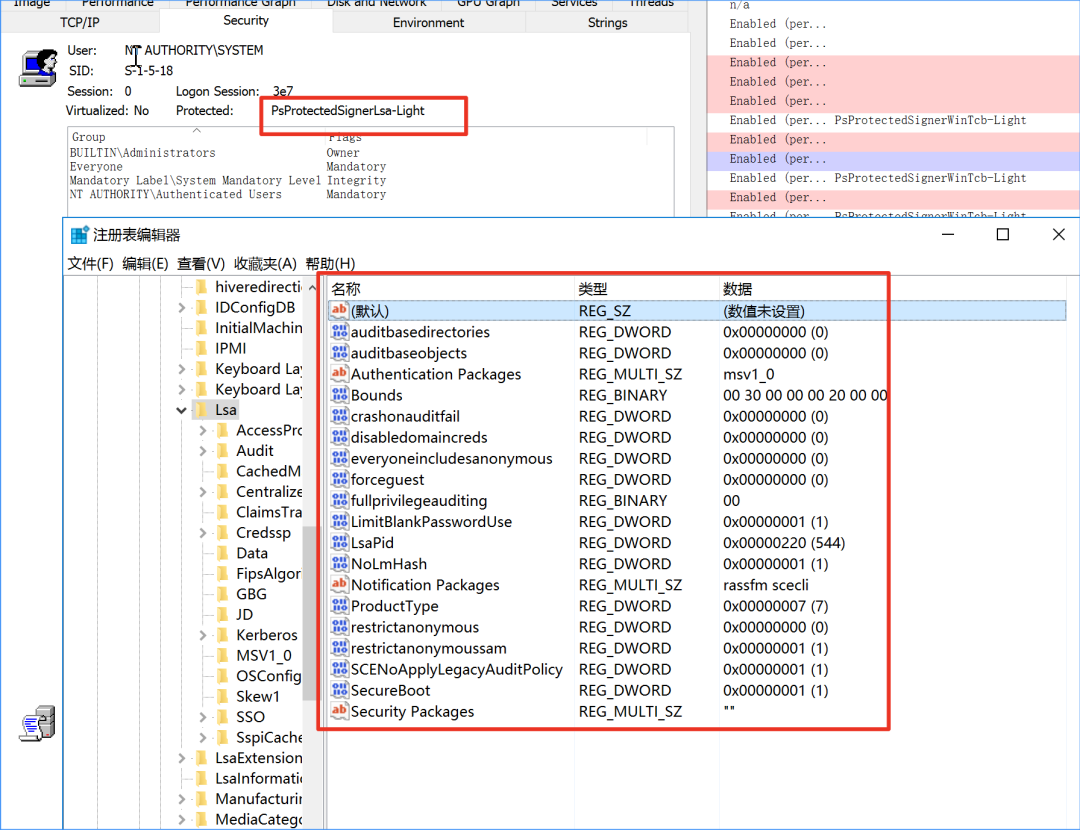 Image Performance Performance Graph Disk and Network GPU Graph Services Threads
TCP/IP Security Environment Strings
User: NT AUTHORITY\SYSTEM
SID: S-1-5-18
Session: 0 Logon Session: 3e7
Virtualized: No Protected: PsProtectedSignerLsa-Light
Group Flags
BUILTIN\Administrators Owner
Everyone Mandatory
Mandatory Label\System Mandatory Level Integrity
NT AUTHORITY\Authenticated Users Mandatory
n/a
Enabled (per...
Enabled (per...
Enabled (per...
Enabled (per...
Enabled (per...
Enabled (per... PsProtectedSignerWinTcb-Light
Enabled (per...
Enabled (per...
Enabled (per... PsProtectedSignerWinTcb-Light
Enabled (per...
Enabled (per... PsProtectedSignerWinTcb-Light
注册表编辑器
文件(F) 编辑(E) 查看(V) 收藏夹(A) 帮助(H)
hiveredirecti
IDConfigDB
InitialMachin
IPMI
Keyboard Lay
Keyboard Lay
Lsa
AccessPro
Audit
CachedM
Centralize
ClaimsTra
Credssp
Data
FipsAlgor
GBG
JD
Kerberos
MSV1_0
OSConfig
Skew1
SSO
SspiCache
LsaExtension
LsaInformatio
Manufacturin
MediaCatego
名称 类型 数据
(默认) REG_SZ (数值未设置)
auditbasedirectories REG_DWORD 0x00000000 (0)
auditbaseobjects REG_DWORD 0x00000000 (0)
Authentication Packages REG_MULTI_SZ msv1_0
Bounds REG_BINARY 00 30 00 00 00 20 00 00
crashonauditfail REG_DWORD 0x00000000 (0)
disabledomaincreds REG_DWORD 0x00000000 (0)
everyoneincludesanonymous REG_DWORD 0x00000000 (0)
forceguest REG_DWORD 0x00000000 (0)
fullprivilegeauditing REG_BINARY 00
LimitBlankPasswordUse REG_DWORD 0x00000001 (1)
LsaPid REG_DWORD 0x00000220 (544)
NoLmHash REG_DWORD 0x00000001 (1)
Notification Packages REG_MULTI_SZ rassfm scecli
ProductType REG_DWORD 0x00000007 (7)
restrictanonymous REG_DWORD 0x00000000 (0)
restrictanonymoussam REG_DWORD 0x00000001 (1)
SCENoApplyLegacyAuditPolicy REG_DWORD 0x00000001 (1)
SecureBoot REG_DWORD 0x00000001 (1)
Security Packages REG_MULTI_SZ ""